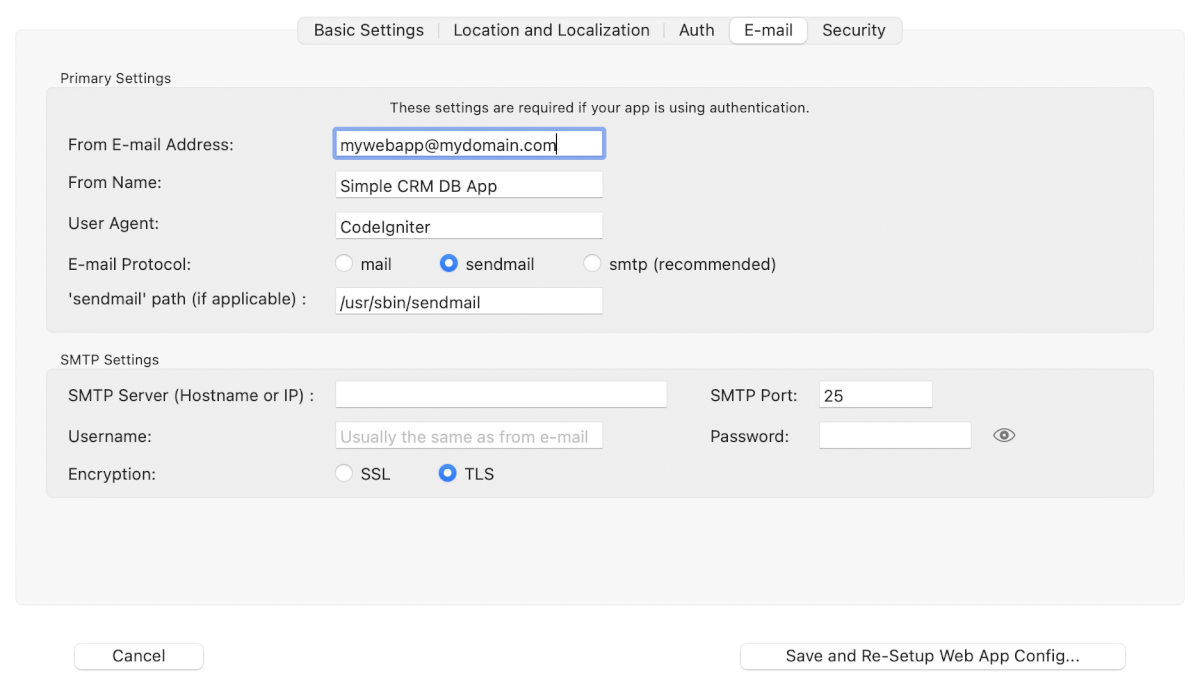 Basic Settings Location and Localization Auth E-mail Security
Primary Settings
These settings are required if your app is using authentication.
From E-mail Address: mywebapp@mydomain.com
From Name: Simple CRM DB App
User Agent: CodeIgniter
E-mail Protocol: mail sendmail smtp (recommended)
'sendmail' path (if applicable) : /usr/sbin/sendmail
SMTP Settings
SMTP Server (Hostname or IP) : SMTP Port: 25
Username: Usually the same as from e-mail Password:
Encryption: SSL TLS
Cancel Save and Re-Setup Web App Config...